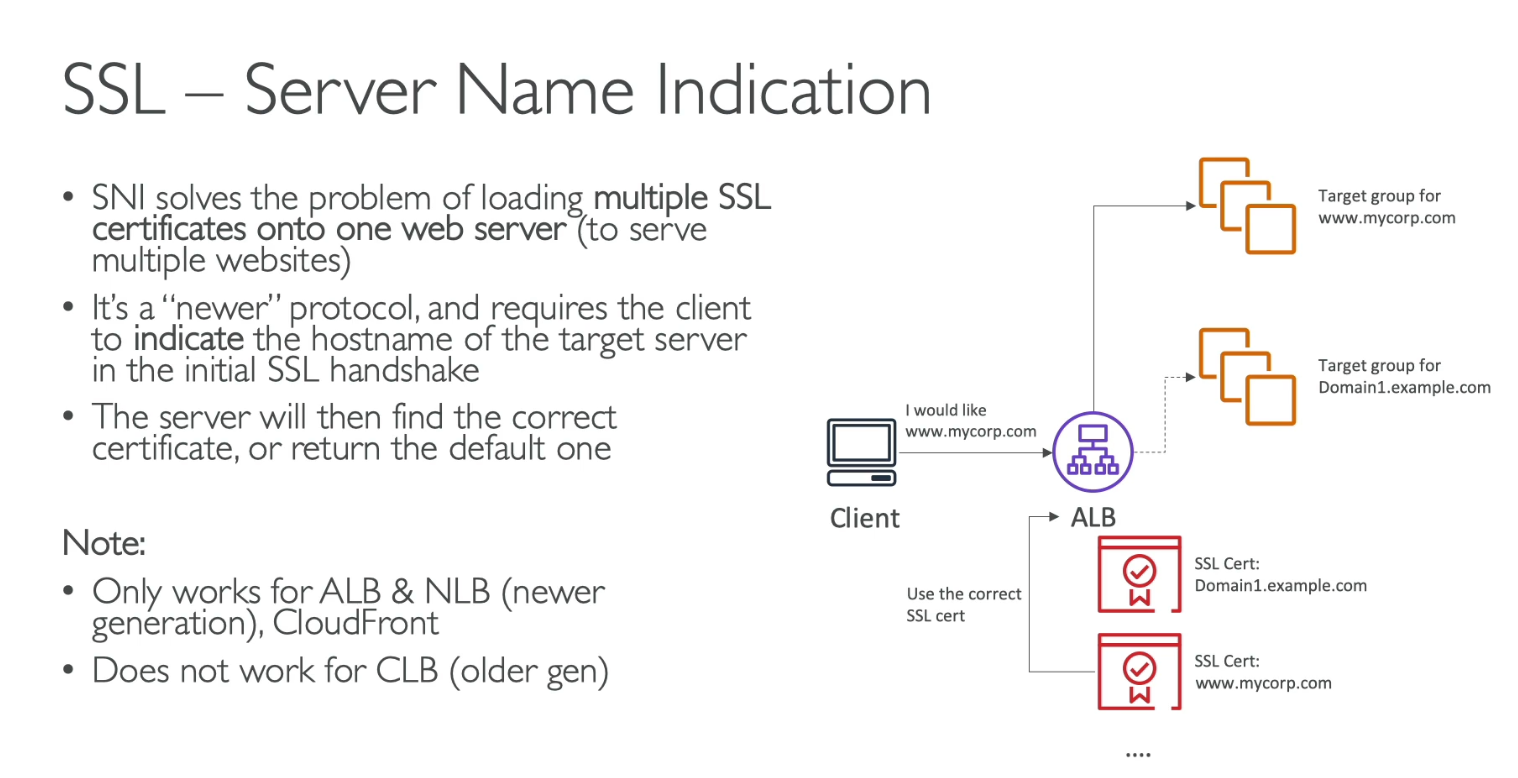 SSL – Server Name Indication
• SNI solves the problem of loading multiple SSL
certificates onto one web server (to serve
multiple websites)
• It's a “newer” protocol, and requires the client
to indicate the hostname of the target server
in the initial SSL handshake
• The server will then find the correct
certificate, or return the default one
Note:
• Only works for ALB & NLB (newer
generation), CloudFront
• Does not work for CLB (older gen)
Target group for
www.mycorp.com
Target group for
Domain1.example.com
I would like
www.mycorp.com
Client
ALB
Use the correct
SSL cert
SSL Cert:
Domain1.example.com
SSL Cert:
www.mycorp.com
....